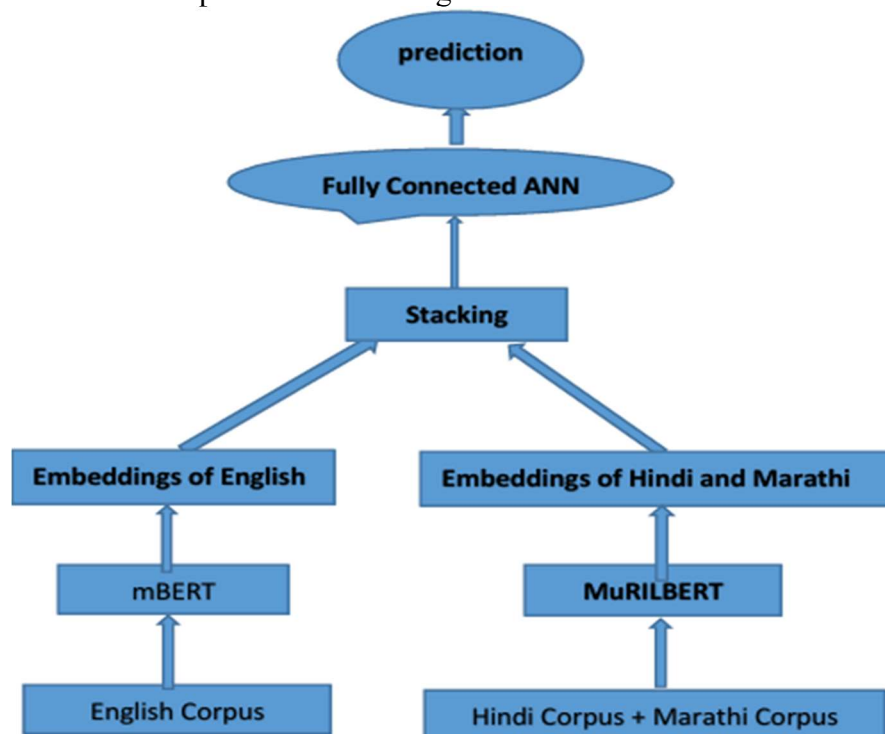 prediction
Fully Connected ANN
Stacking
Embeddings of English
Embeddings of Hindi and Marathi
mBERT
MuRILBERT
English Corpus
Hindi Corpus + Marathi Corpus